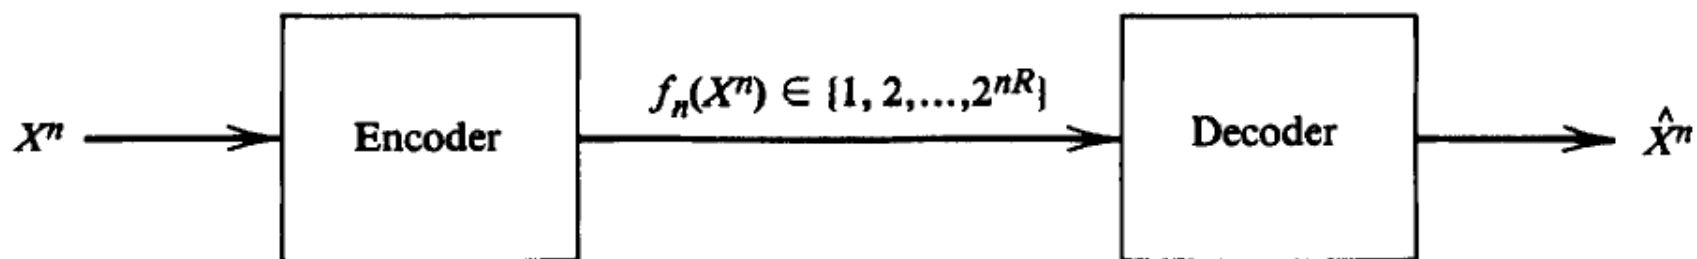 Xⁿ
Encoder
fₙ(Xⁿ) ∈ {1, 2,...,2ⁿᴿ}
Decoder
X̂ⁿ